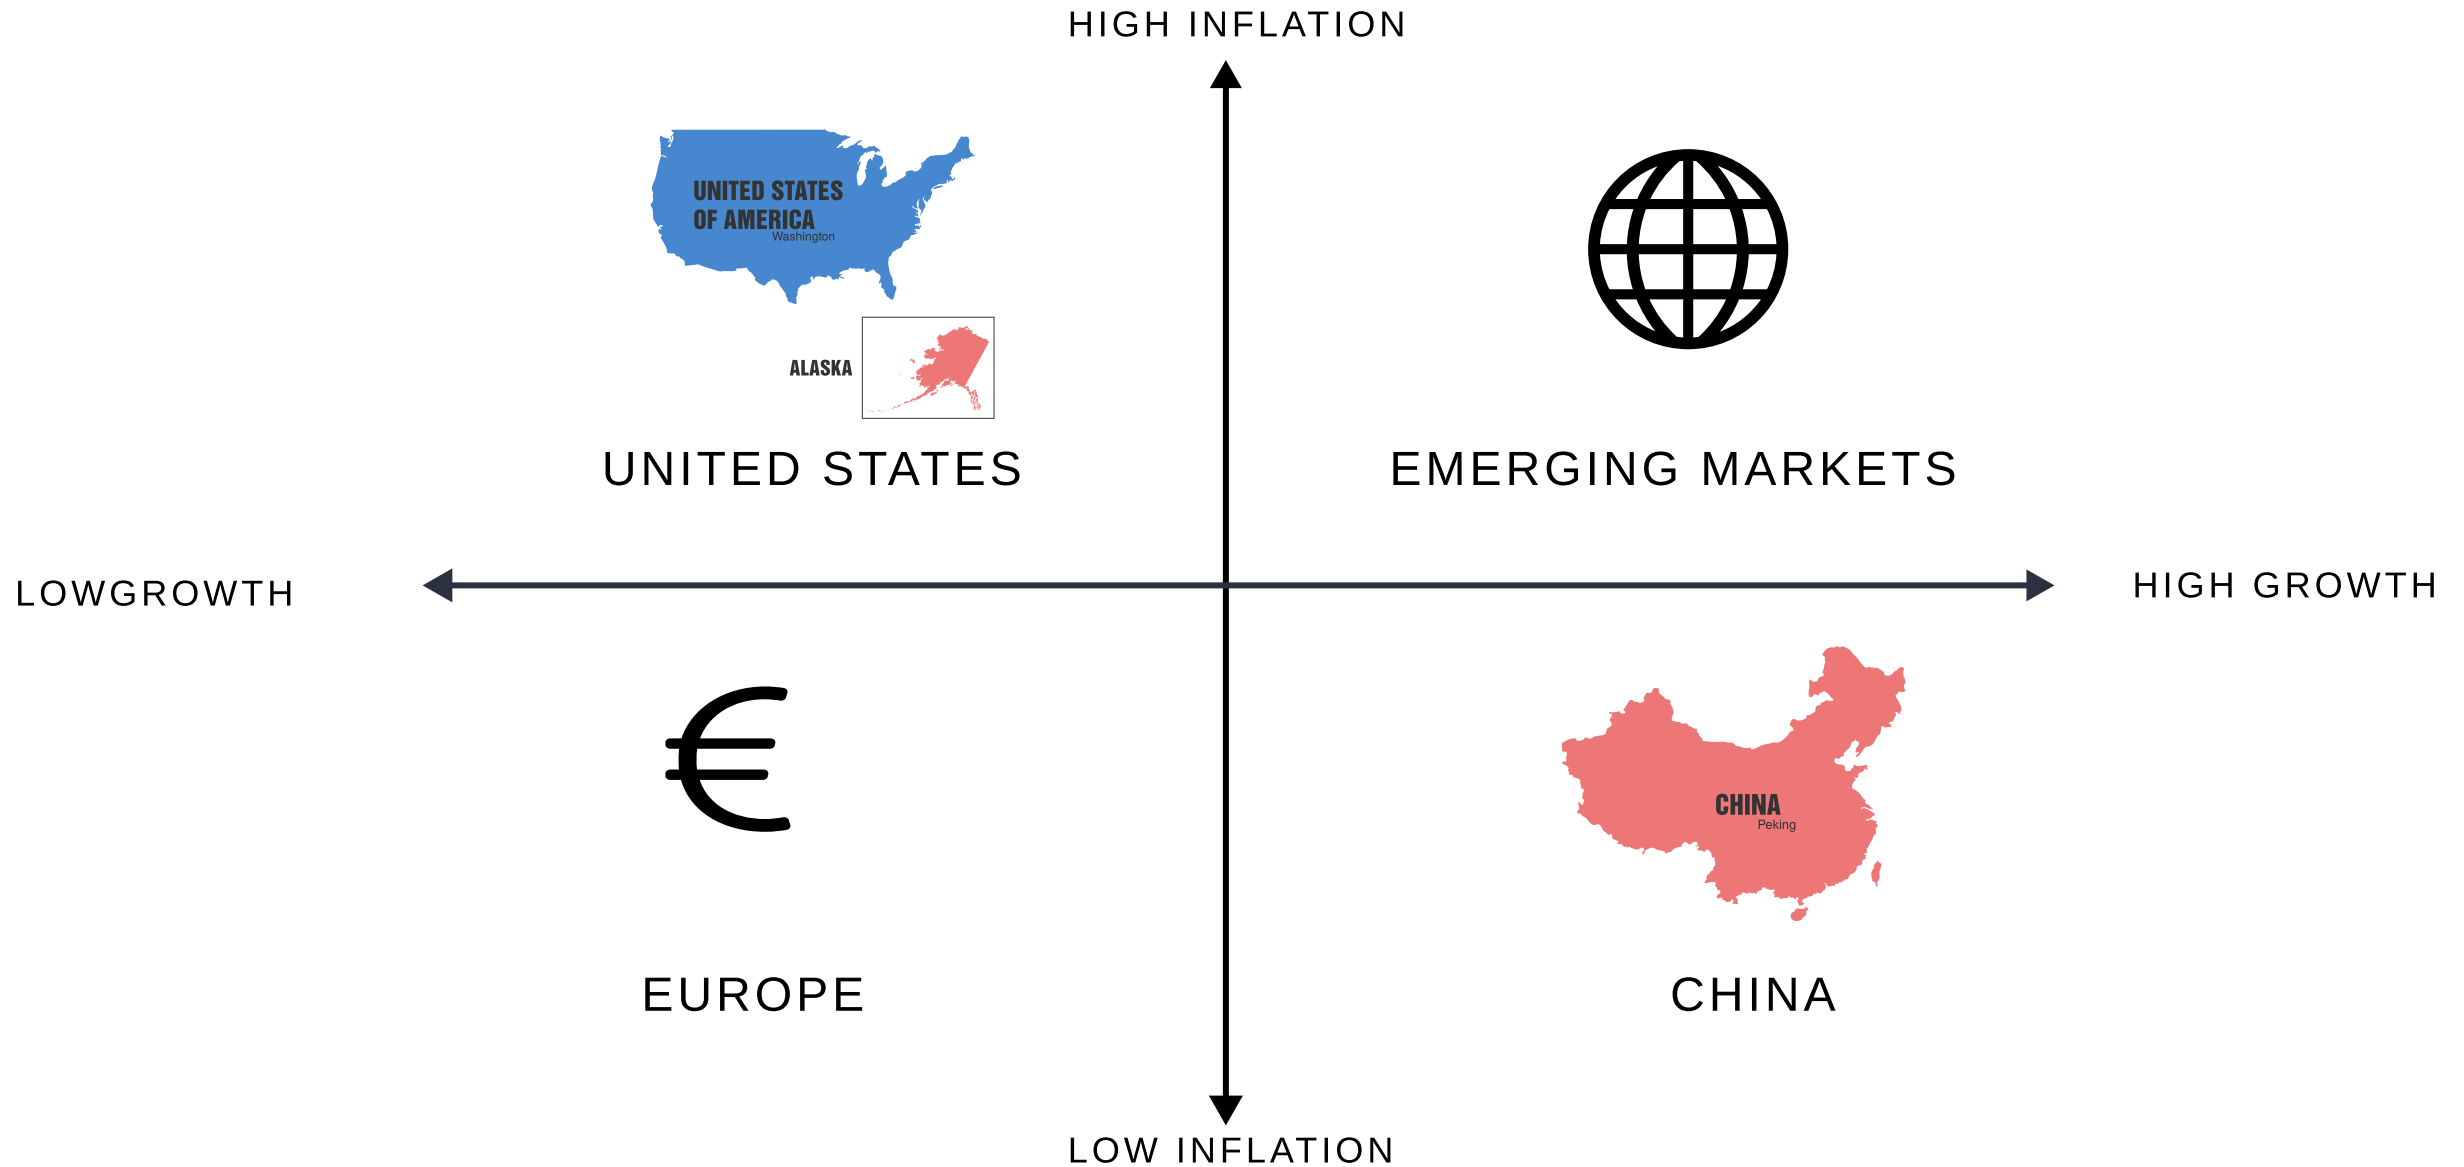 HIGH INFLATION
UNITED STATES
OF AMERICA
Washington
ALASKA
UNITED STATES
EMERGING MARKETS
LOWGROWTH
HIGH GROWTH
€
CHINA
Peking
EUROPE
CHINA
LOW INFLATION